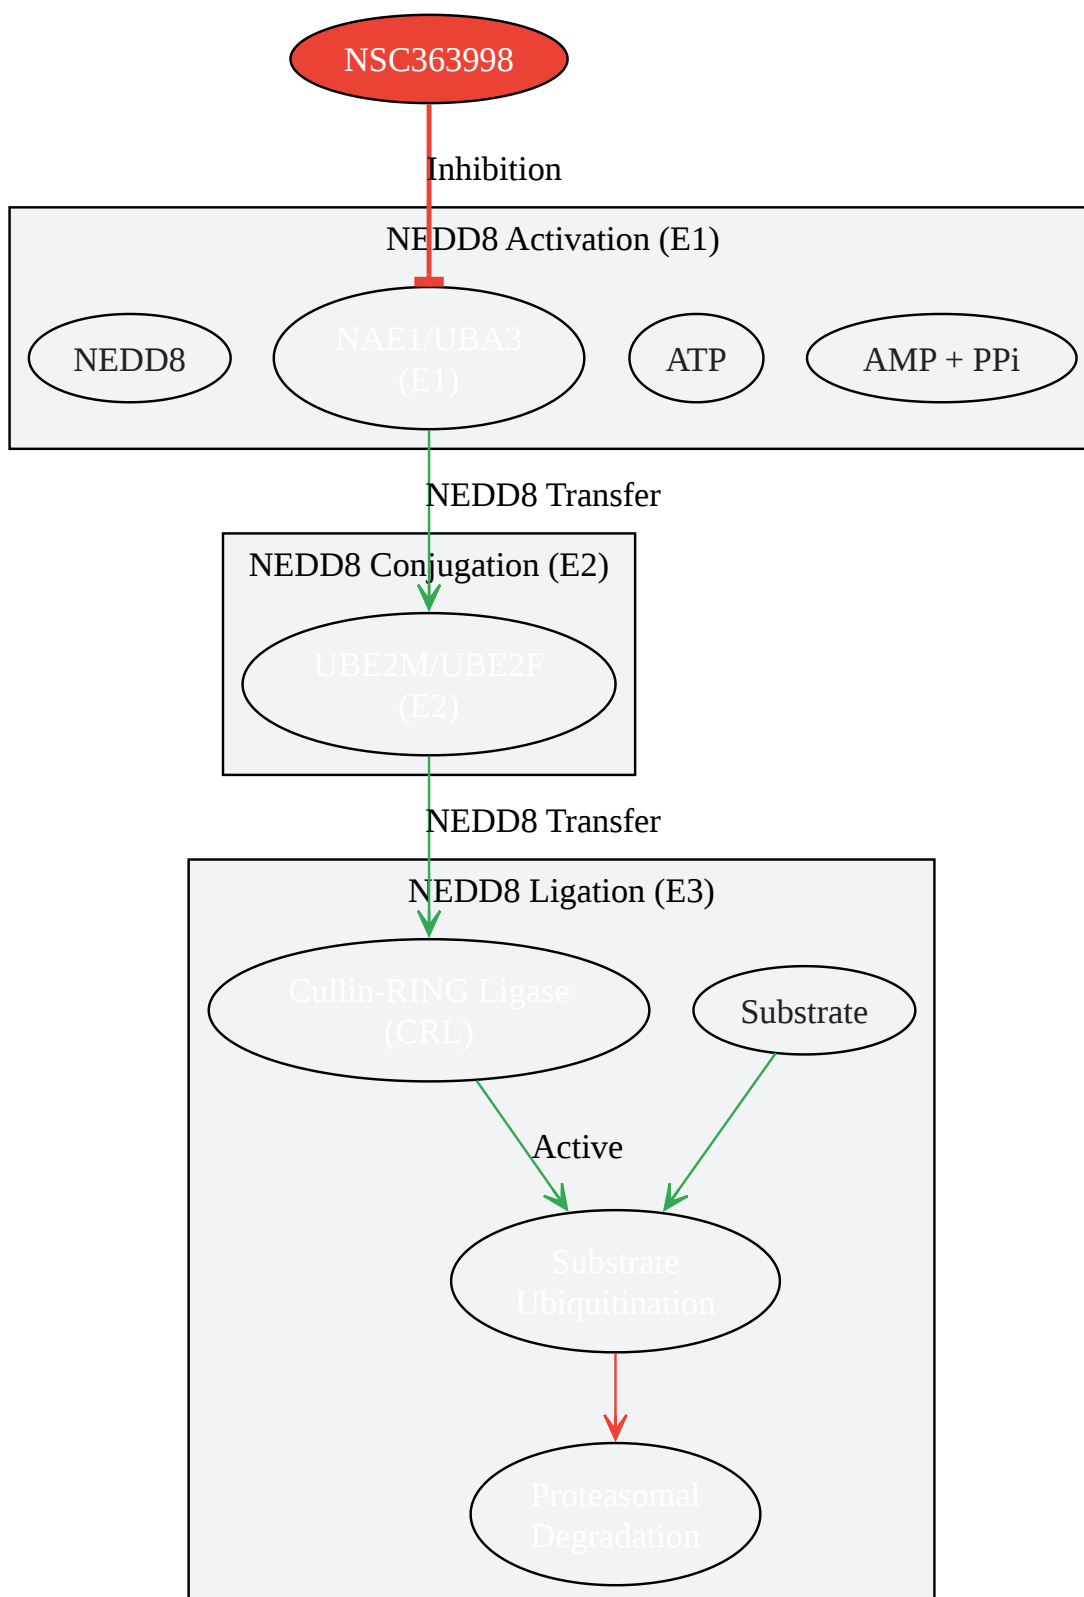 NSC363998
Inhibition
NEDD8 Activation (E1)
NEDD8
NAE1/UBA3
(E1)
ATP
AMP + PPi
NEDD8 Transfer
NEDD8 Conjugation (E2)
UBE2M/UBE2F
(E2)
NEDD8 Transfer
NEDD8 Ligation (E3)
Cullin-RING Ligase
(CRL)
Substrate
Active
Substrate
Ubiquitination
Proteasomal
Degradation